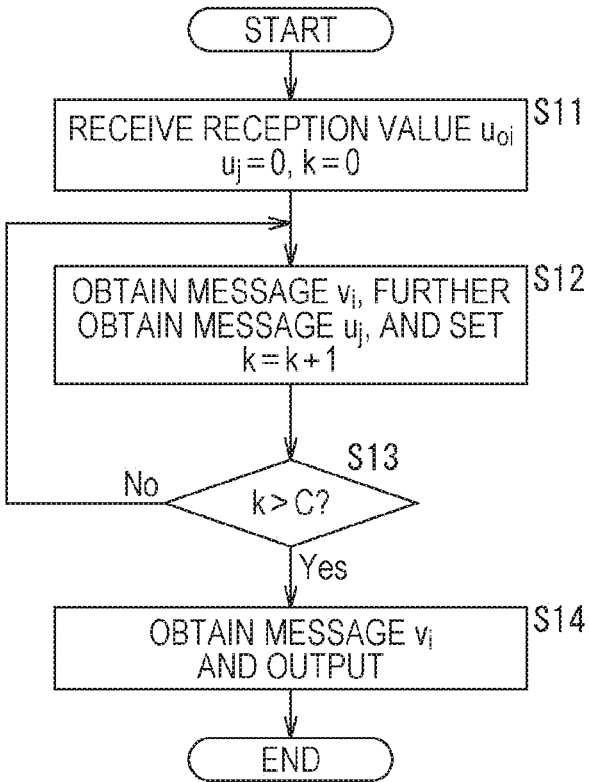 START
S11
RECEIVE RECEPTION VALUE u₀ᵢ
uⱼ=0, k=0
S12
OBTAIN MESSAGE vᵢ, FURTHER
OBTAIN MESSAGE uⱼ, AND SET
k=k+1
S13
No
k>C?
Yes
S14
OBTAIN MESSAGE vᵢ
AND OUTPUT
END